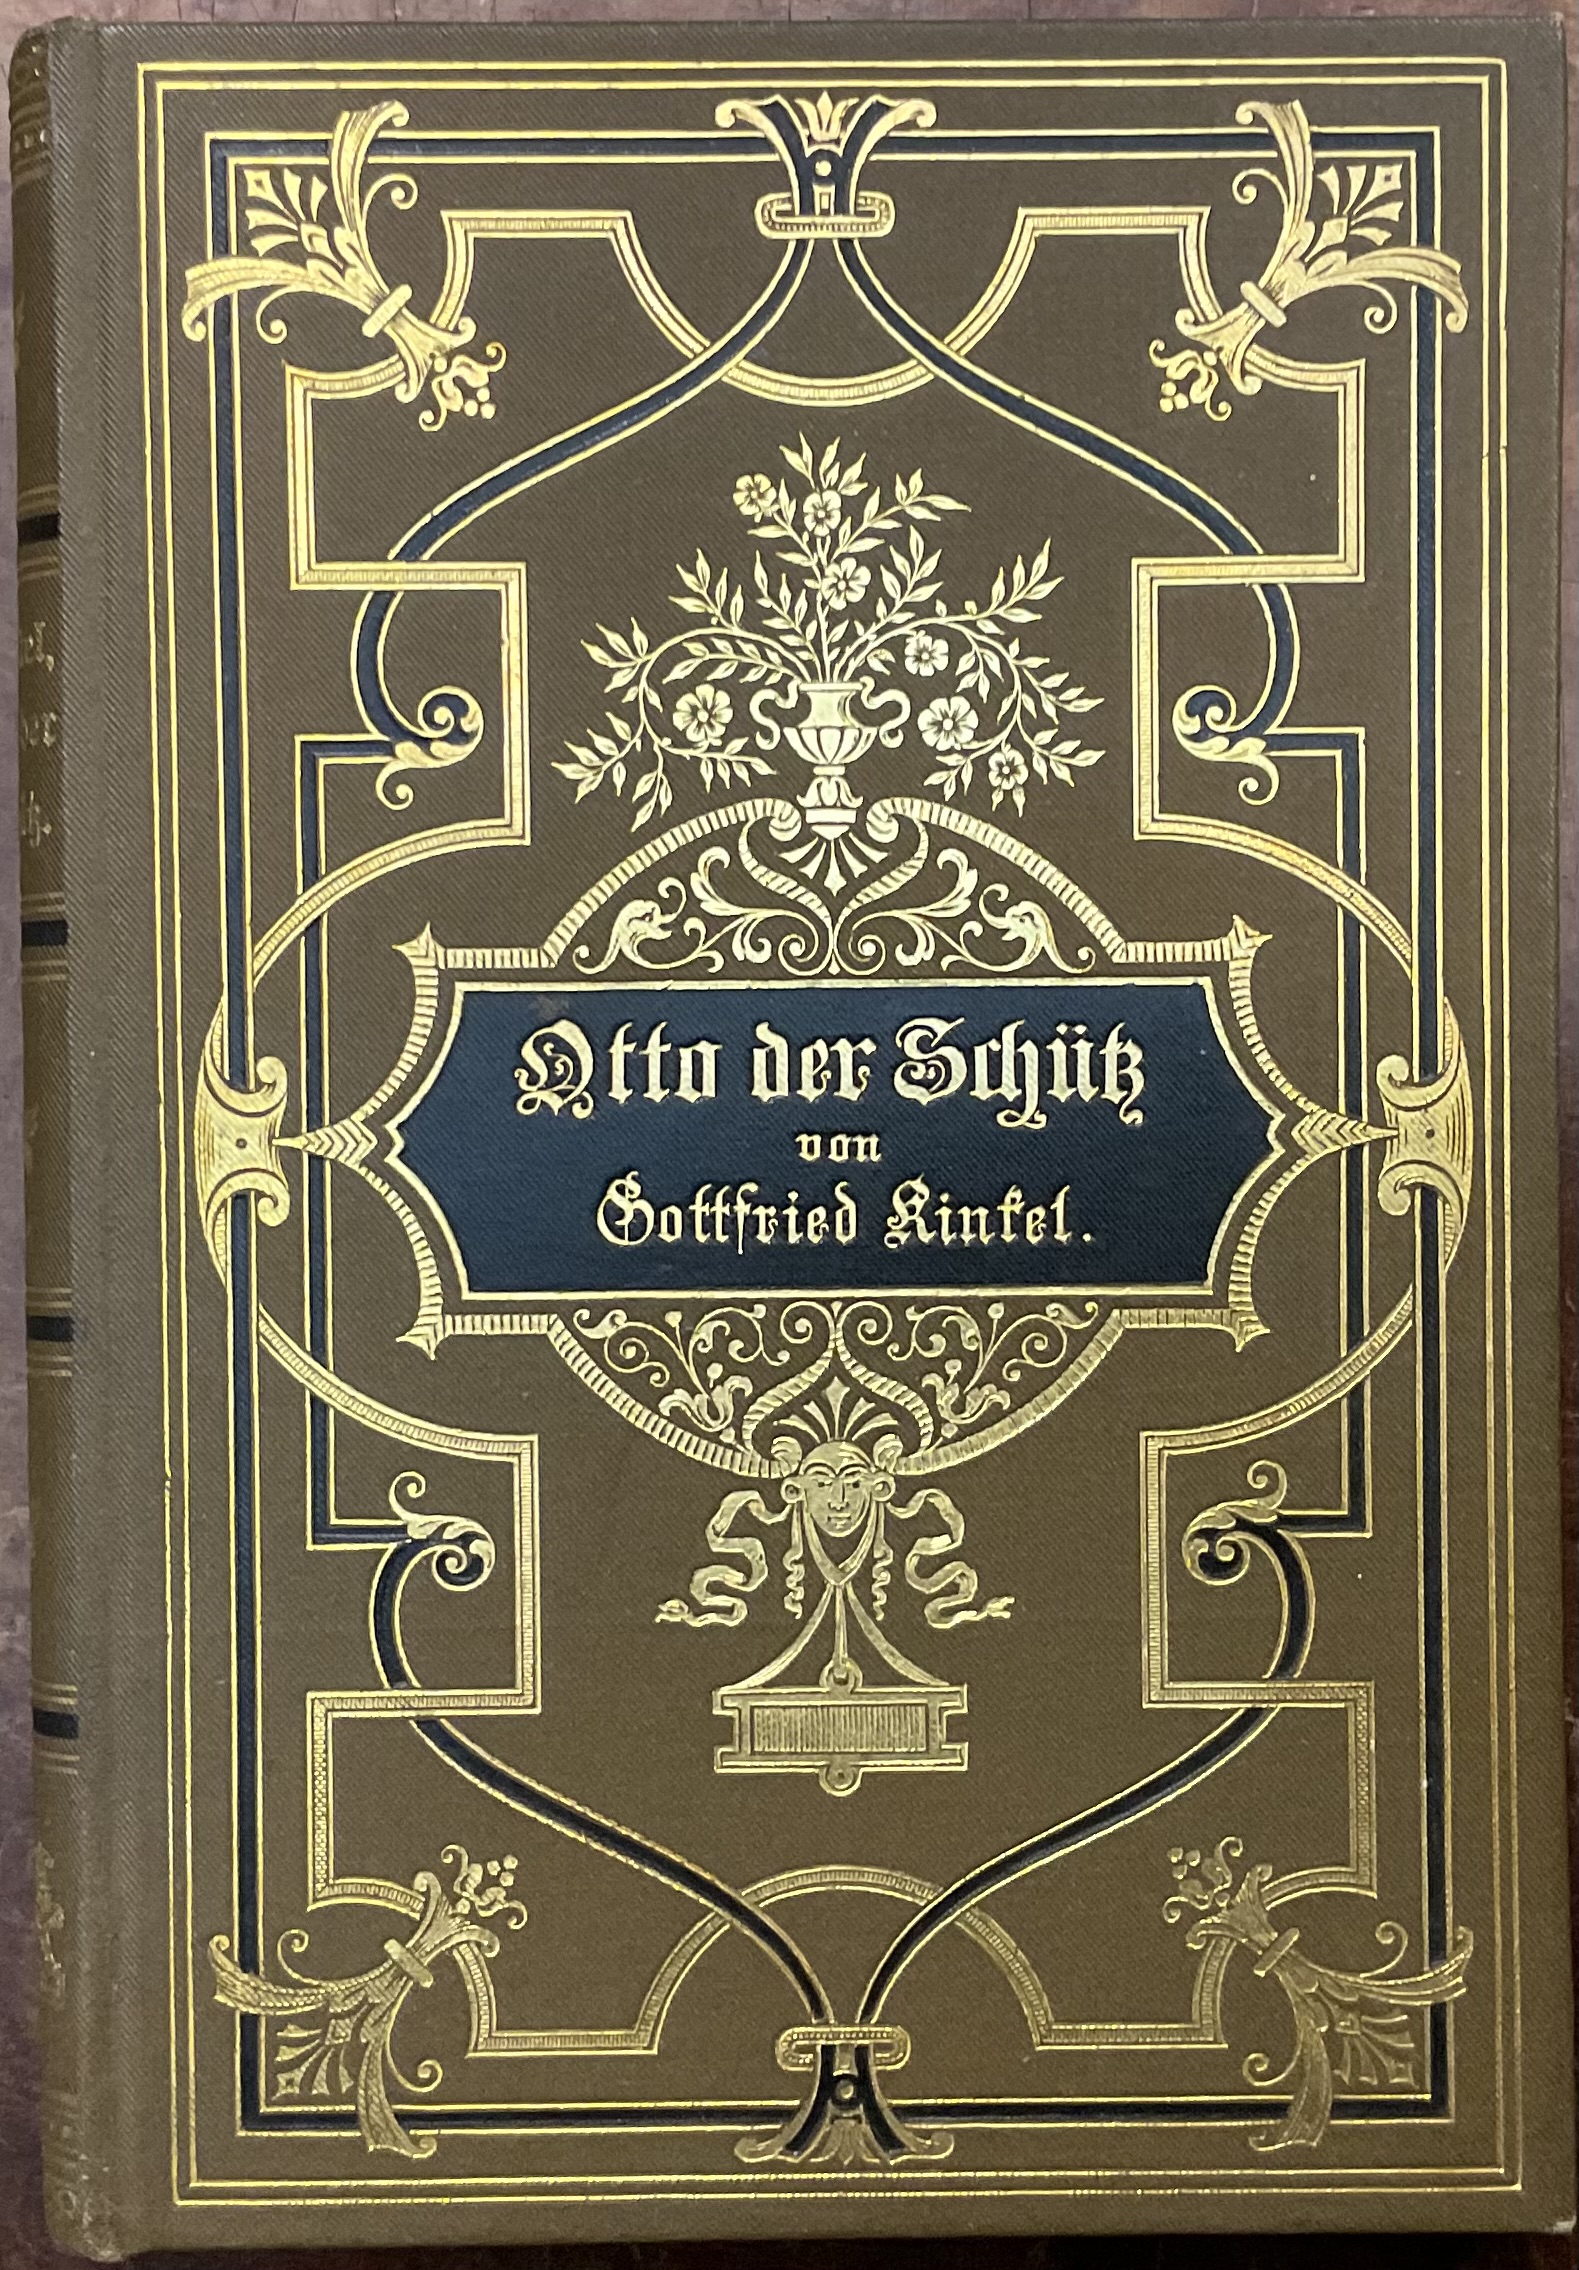 Otto der Schütz
von
Gottfried Kinkel.